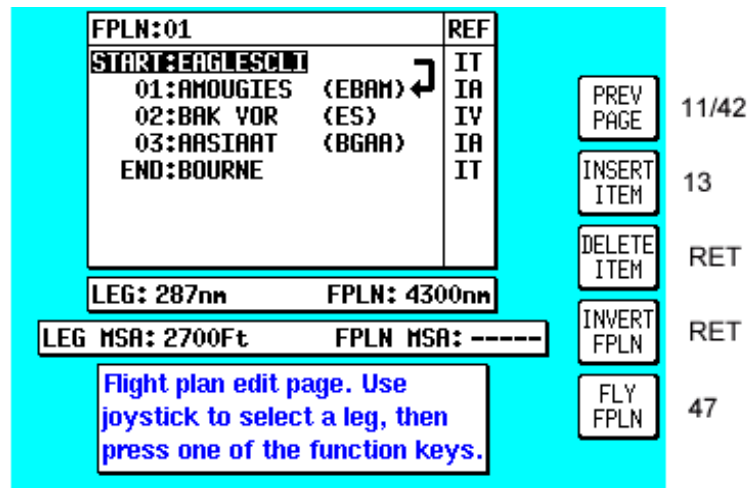 FPLN:01 REF
START:EAGLESCLI IT
01:AMOUGIES (EBAM) IA
02:BAK VOR (ES) IV
03:AASIAAT (BGAA) IA
END:BOURNE IT
LEG: 287nm FPLN: 4300nm
LEG MSA: 2700Ft FPLN MSA: -----
Flight plan edit page. Use
joystick to select a leg, then
press one of the function keys.
PREV
PAGE
11/42
INSERT
ITEM
13
DELETE
ITEM
RET
INVERT
FPLN
RET
FLY
FPLN
47